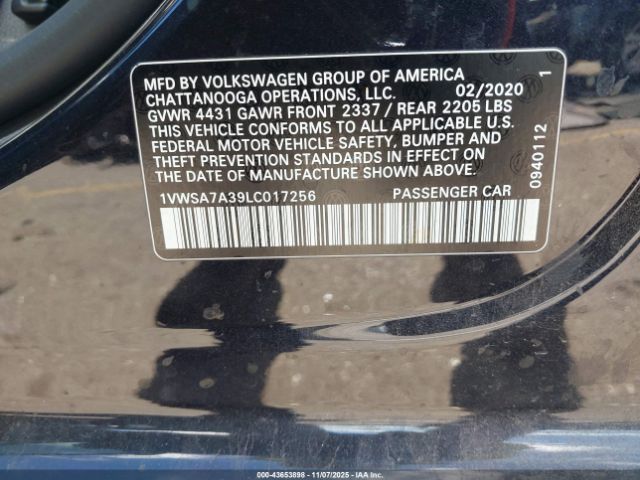 MFD BY VOLKSWAGEN GROUP OF AMERICA
CHATTANOOGA OPERATIONS, LLC. 02/2020
GVWR 4431 GAWR FRONT 2337 / REAR 2205 LBS
THIS VEHICLE CONFORMS TO ALL APPLICABLE U.S.
FEDERAL MOTOR VEHICLE SAFETY, BUMPER AND
THEFT PREVENTION STANDARDS IN EFFECT ON THE
DATE OF MANUFACTURE SHOWN ABOVE.
1VWSA7A39LC017256 PASSENGER CAR
0940112 1
000-43653898 - 11/07/2025 - IAAC